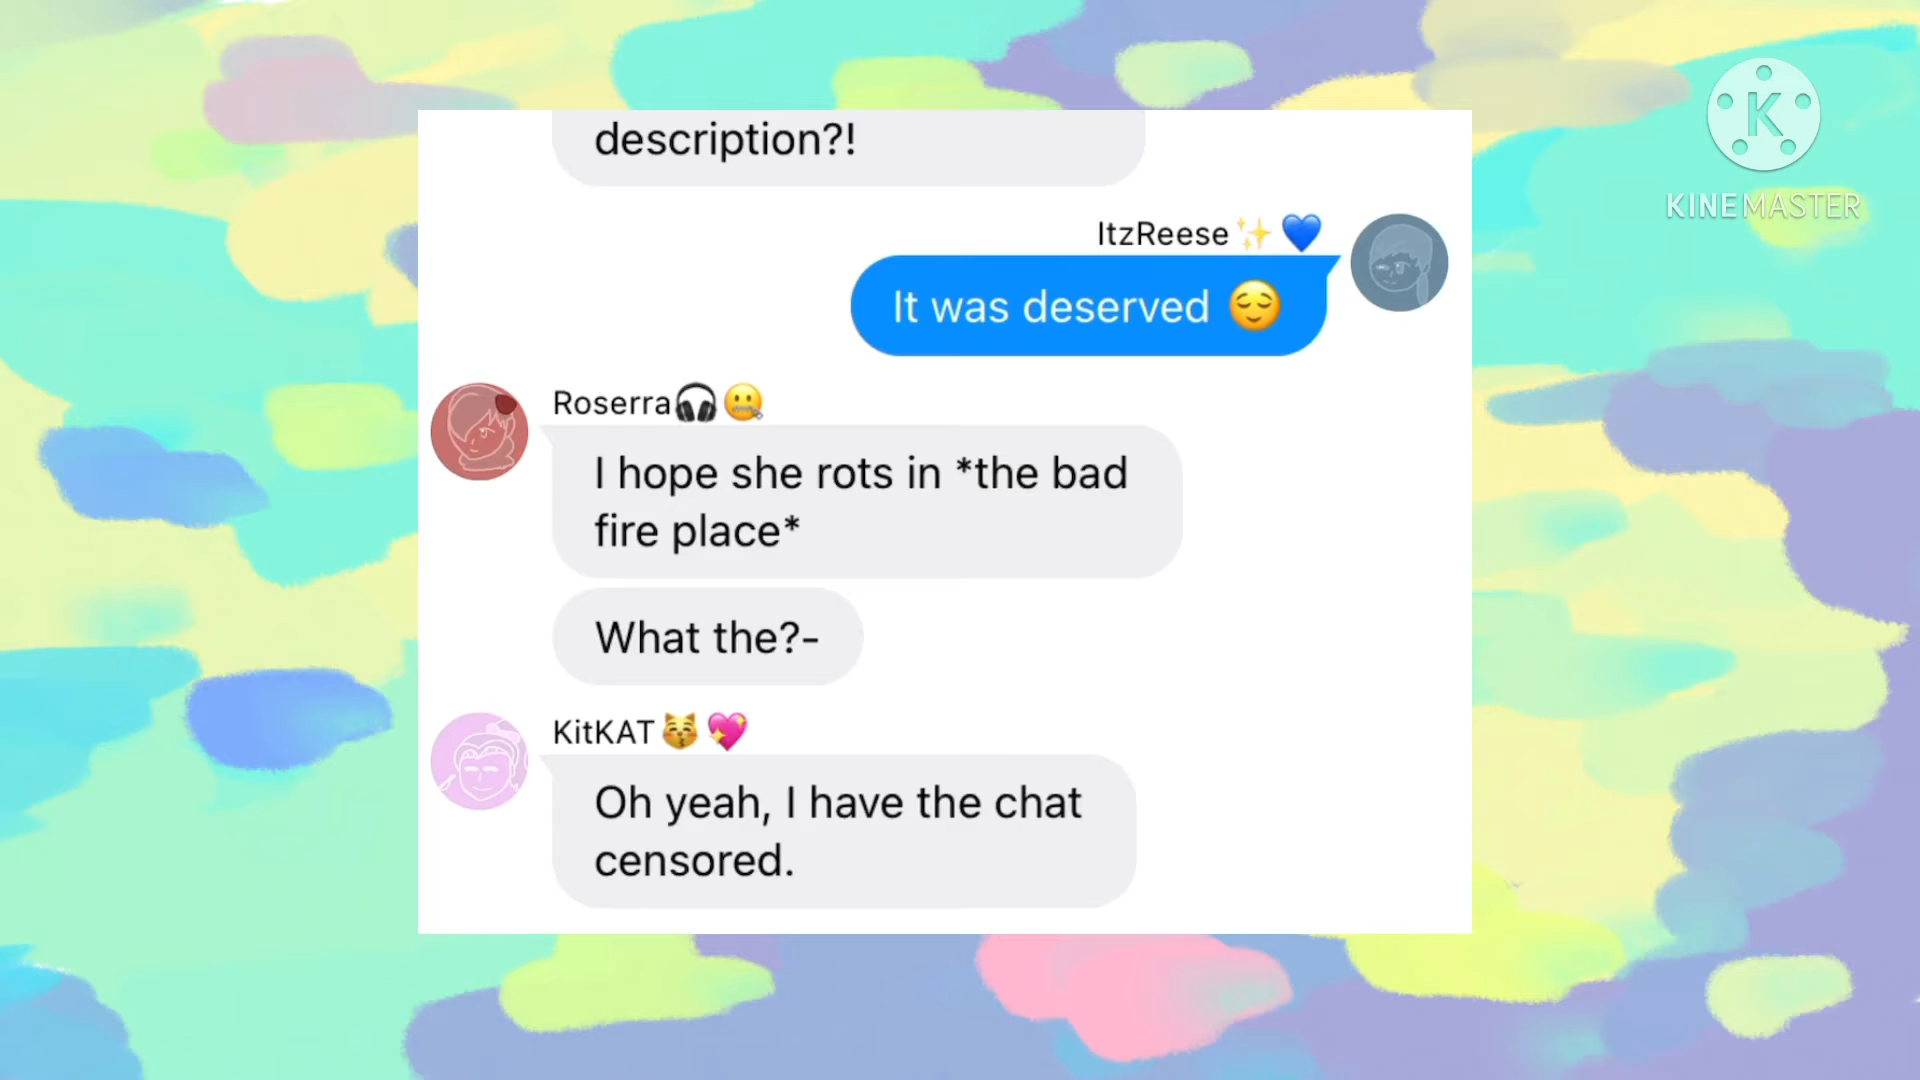 description?!
ItzReese✨💙
It was deserved 😌
Roserra🎧🤐
I hope she rots in *the bad
fire place*
What the?-
KitKAT😽💖
Oh yeah, I have the chat
censored.
K
KINEMASTER